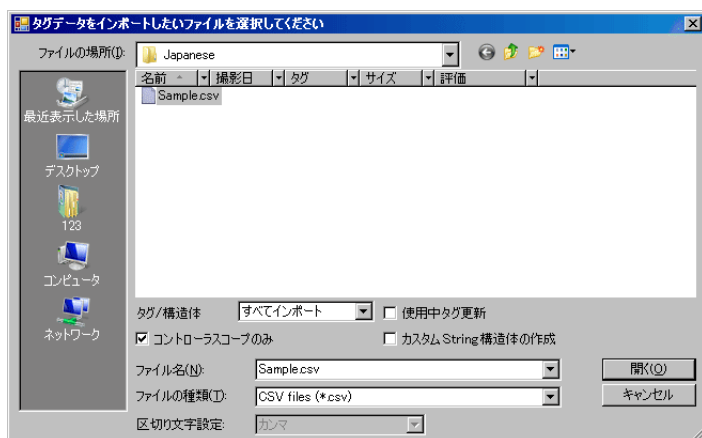 タグデータをインポートしたいファイルを選択してください
ファイルの場所(I):
Japanese
名前 撮影日 タグ サイズ 評価
Sample.csv
最近表示した場所
デスクトップ
123
コンピュータ
ネットワーク
タグ/構造体 すべてインポート 使用中タグ更新
コントローラスコープのみ カスタム String 構造体の作成
ファイル名(N): Sample.csv 開く(O)
ファイルの種類(T): CSV files (*.csv) キャンセル
区切り文字設定: カンマ